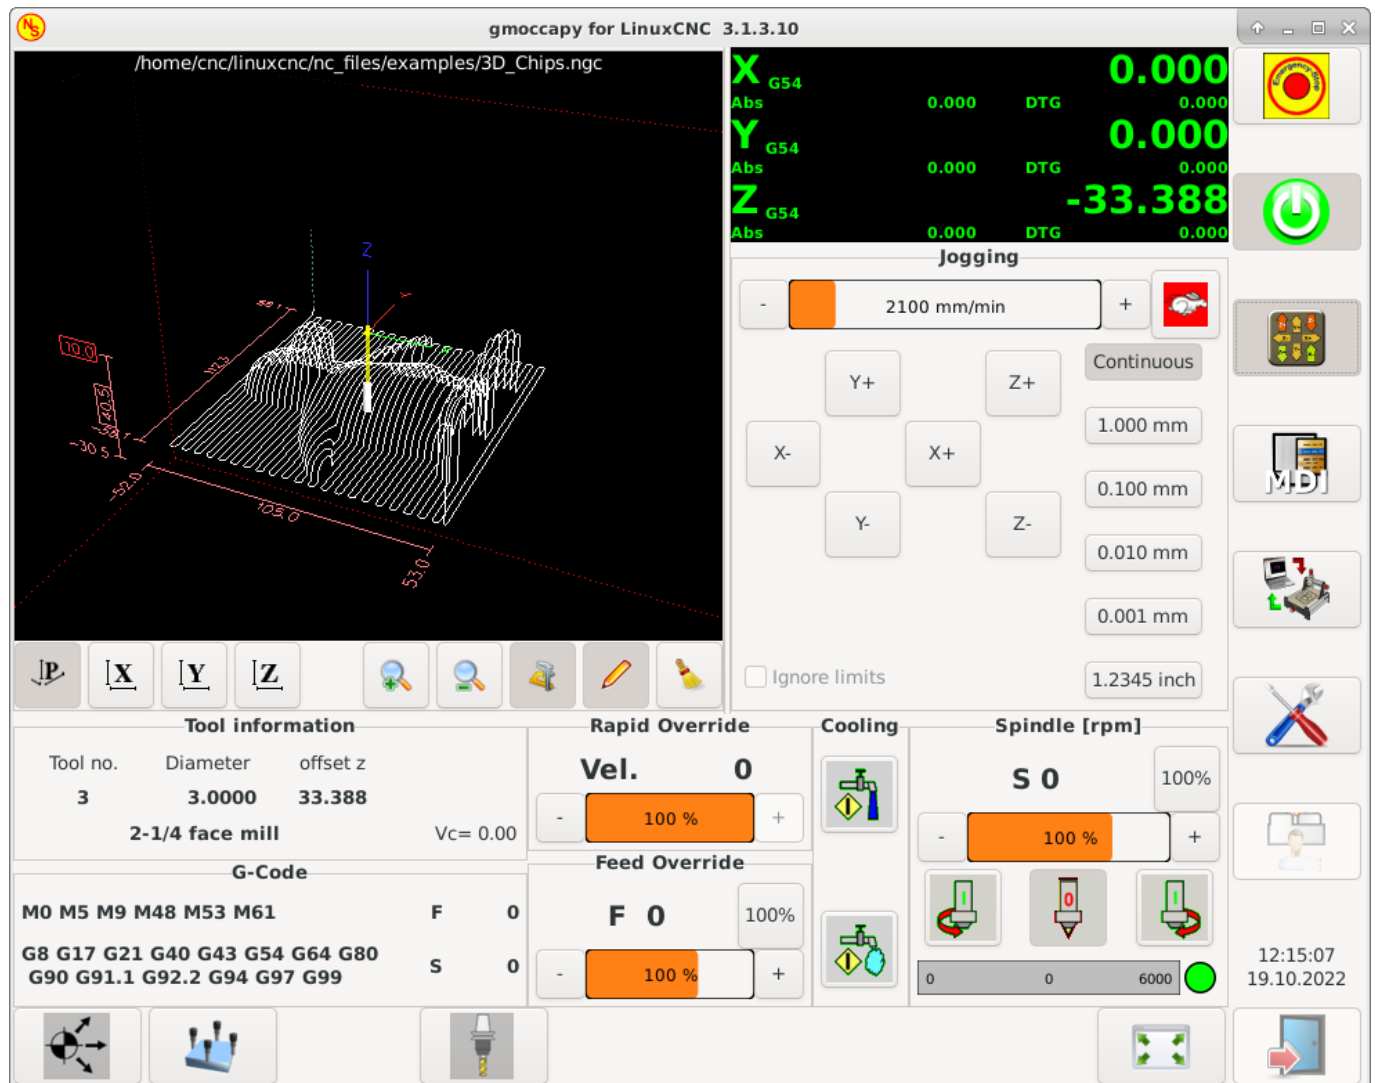 gmoccapy for LinuxCNC 3.1.3.10
/home/cnc/linuxcnc/nc_files/examples/3D_Chips.ngc
X G54 0.000
Abs 0.000 DTG 0.000
Y G54 0.000
Abs 0.000 DTG 0.000
Z G54 -33.388
Abs 0.000 DTG 0.000
Emergency-Stop
Z
Y
10.0
40.5
-30.5
-52.0
105.0
53.0
Jogging
- 2100 mm/min +
Continuous
Y+ Z+
1.000 mm
X- X+
0.100 mm
Y- Z-
0.010 mm
0.001 mm
Ignore limits
1.2345 inch
MDI
P X Y Z
Tool information
Tool no. Diameter offset z
3 3.0000 33.388
2-1/4 face mill Vc= 0.00
G-Code
M0 M5 M9 M48 M53 M61
F 0
G8 G17 G21 G40 G43 G54 G64 G80
G90 G91.1 G92.2 G94 G97 G99
S 0
Rapid Override
Vel. 0
- 100 % +
Feed Override
F 0 100%
- 100 % +
Cooling
Spindle [rpm]
S 0 100%
- 100 % +
I 0 I
0 0 6000
12:15:07
19.10.2022